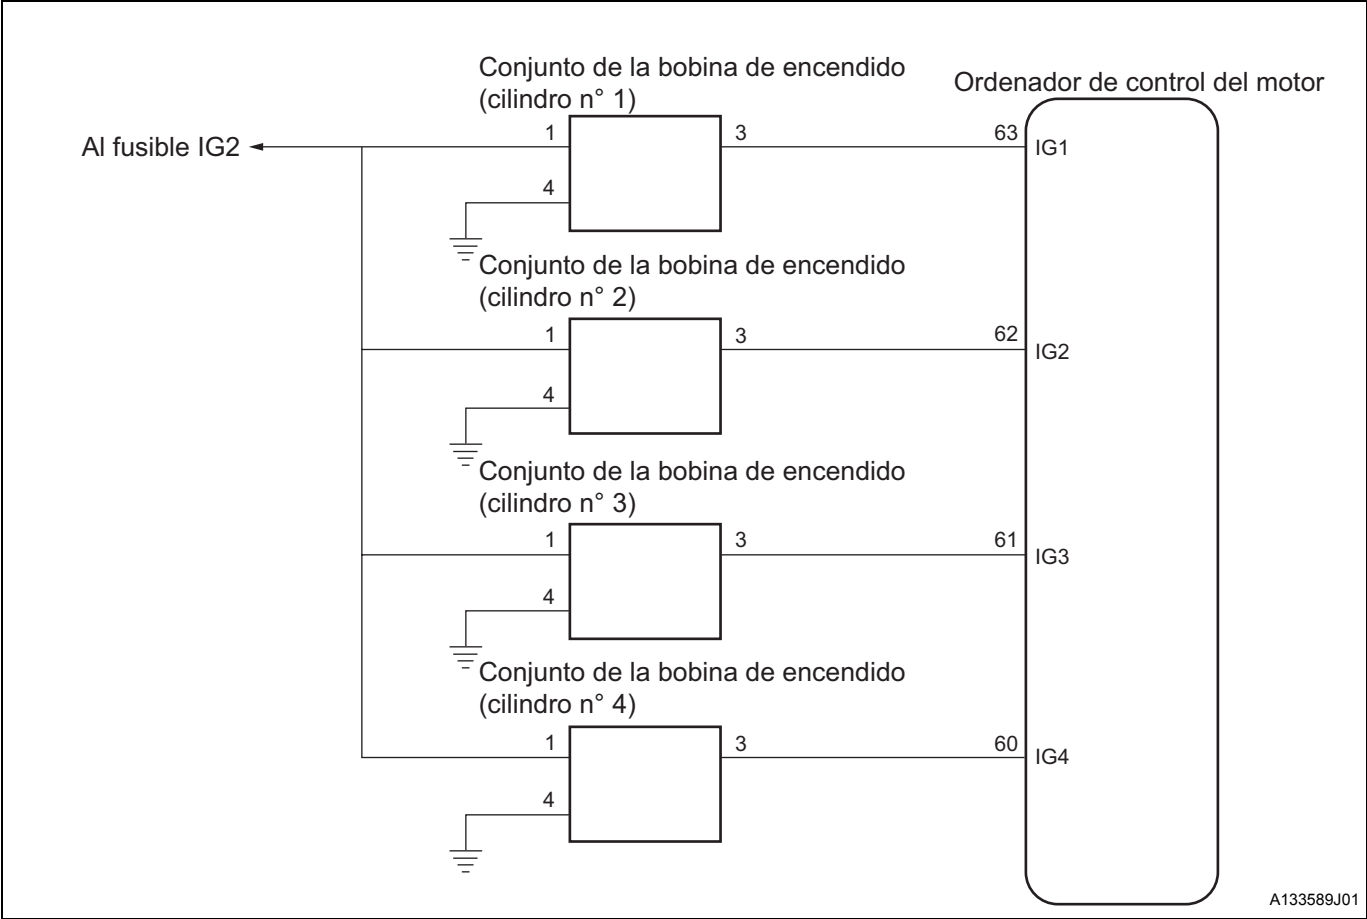 Conjunto de la bobina de encendido
(cilindro n° 1)
Ordenador de control del motor
Al fusible IG2
1
3
63
IG1
4
Conjunto de la bobina de encendido
(cilindro n° 2)
1
3
62
IG2
4
Conjunto de la bobina de encendido
(cilindro n° 3)
1
3
61
IG3
4
Conjunto de la bobina de encendido
(cilindro n° 4)
1
3
60
IG4
4
A133589J01